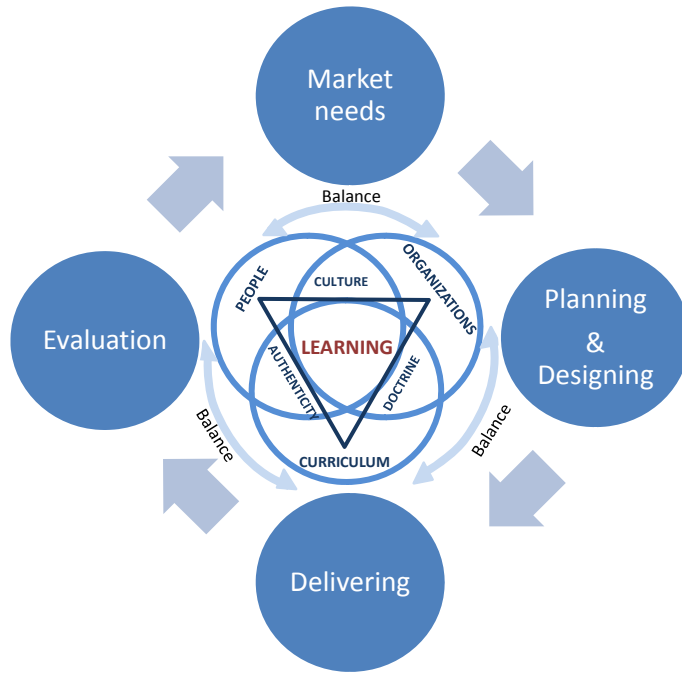 Market
needs
Balance
PEOPLE
CULTURE
ORGANIZATIONS
Evaluation
LEARNING
Planning
&
Designing
AUTHENTICITY
DOCTRINE
Balance
Balance
CURRICULUM
Delivering